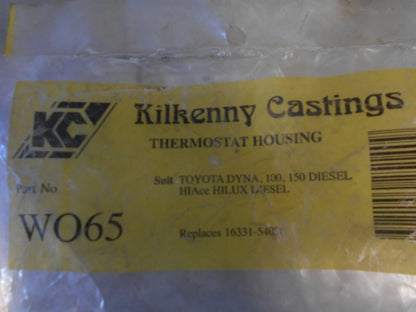 KC
Kilkenny Castings
THERMOSTAT HOUSING
Suit TOYOTA DYNA, 100, 150 DIESEL
HIAce HILUX DIESEL
Part No
WO65
Replaces